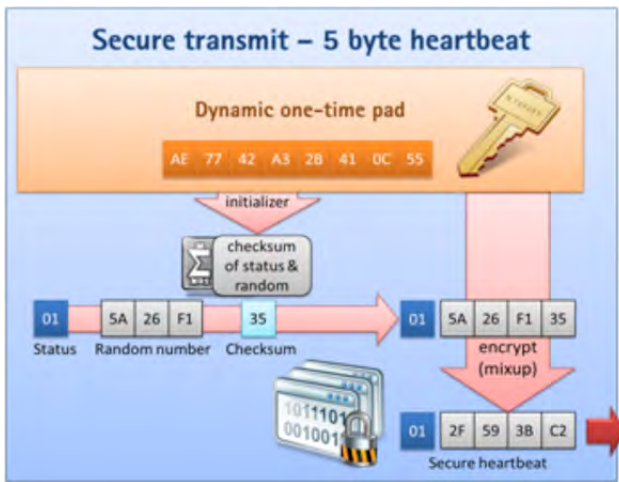 Secure transmit – 5 byte heartbeat
Dynamic one-time pad
AE 77 42 A3 2B 41 0C 55
initializer
checksum
of status &
random
01 5A 26 F1 35 01 5A 26 F1 35
Status Random number Checksum
encrypt
(mixup)
1011101
001001
01 2F 59 3B C2
Secure heartbeat